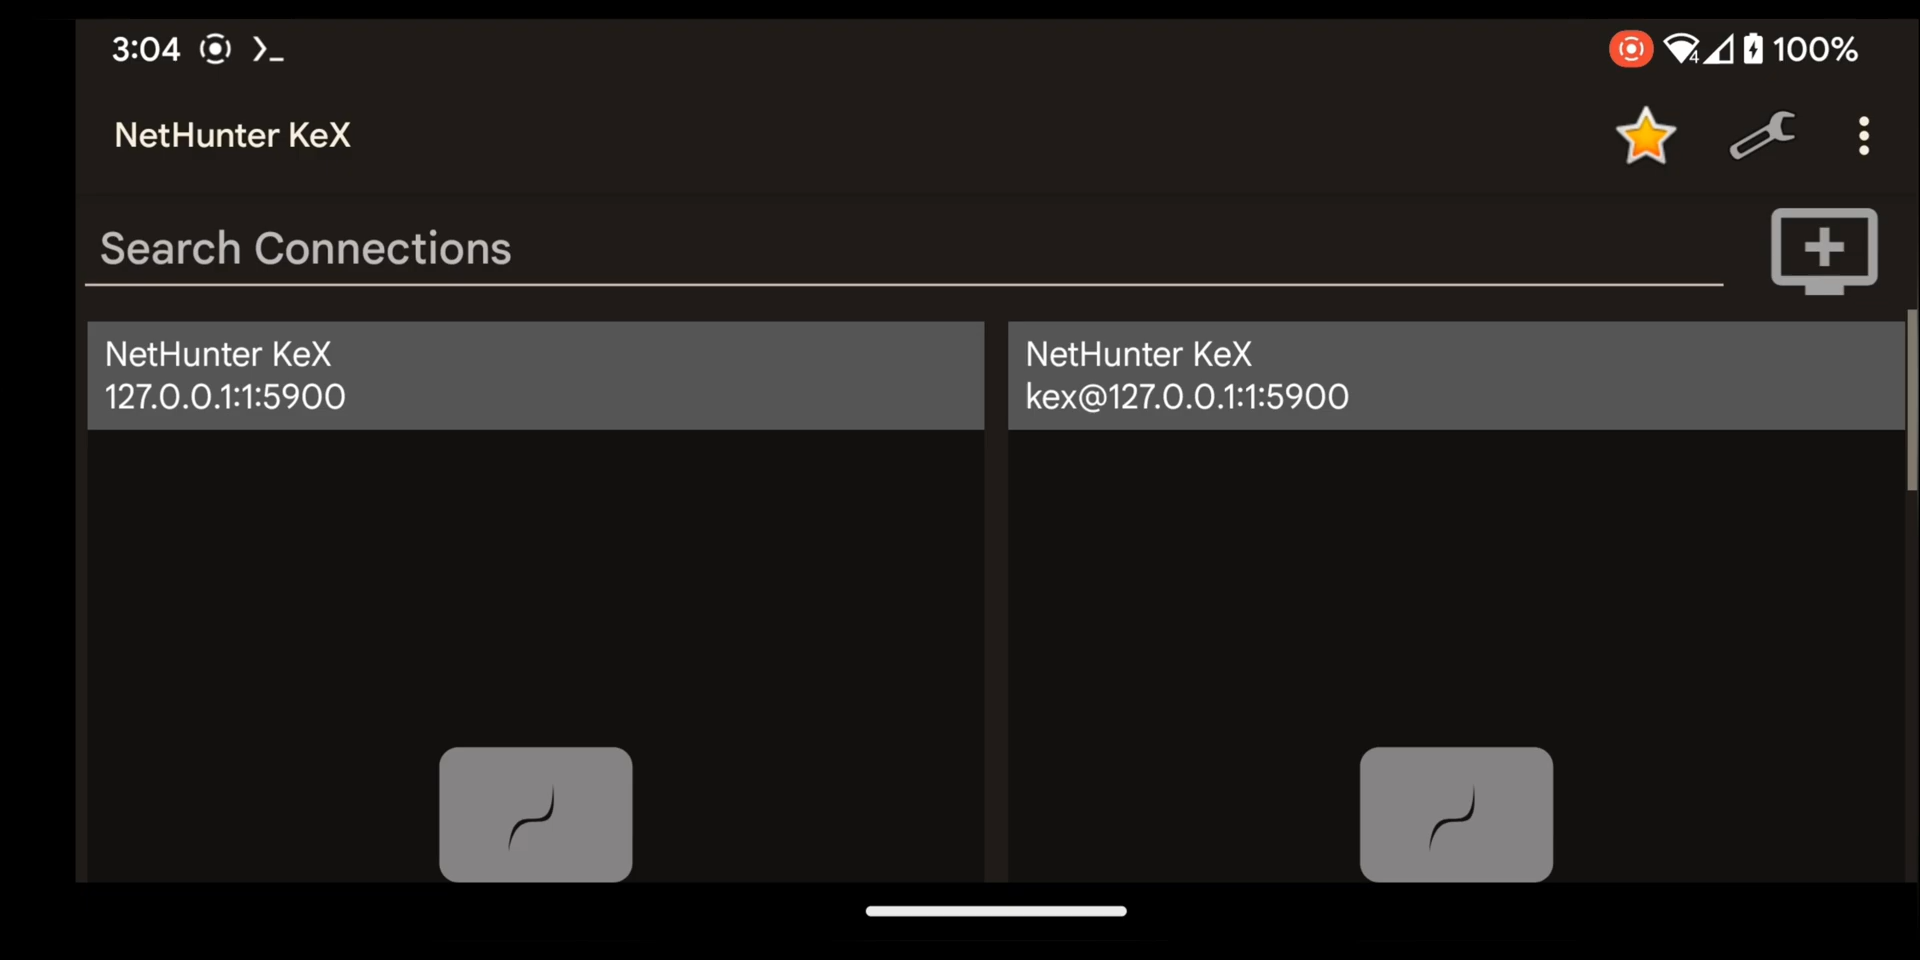 3:04
100%
NetHunter KeX
Search Connections
NetHunter KeX
127.0.0.1:1:5900
NetHunter KeX
kex@127.0.0.1:1:5900